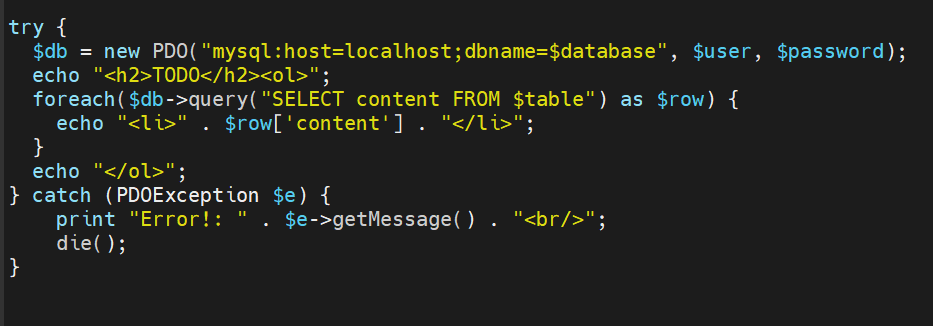 try {
  $db = new PDO("mysql:host=localhost;dbname=$database", $user, $password);
  echo "<h2>TODO</h2><ol>";
  foreach($db->query("SELECT content FROM $table") as $row) {
    echo "<li>" . $row['content'] . "</li>";
  }
  echo "</ol>";
} catch (PDOException $e) {
    print "Error!: " . $e->getMessage() . "<br/>";
    die();
}